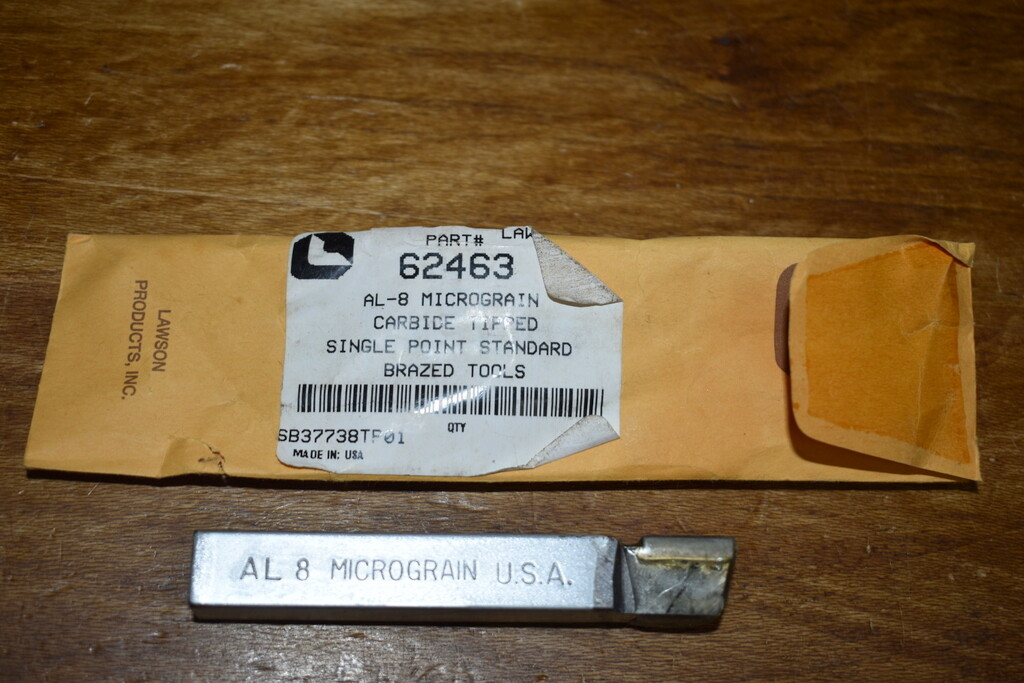 LAWSON
PRODUCTS, INC.
PART# LAW
62463
AL-8 MICROGRAIN
CARBIDE TIPPED
SINGLE POINT STANDARD
BRAZED TOOLS
QTY
MADE IN: USA
AL 8 MICROGRAIN U.S.A.